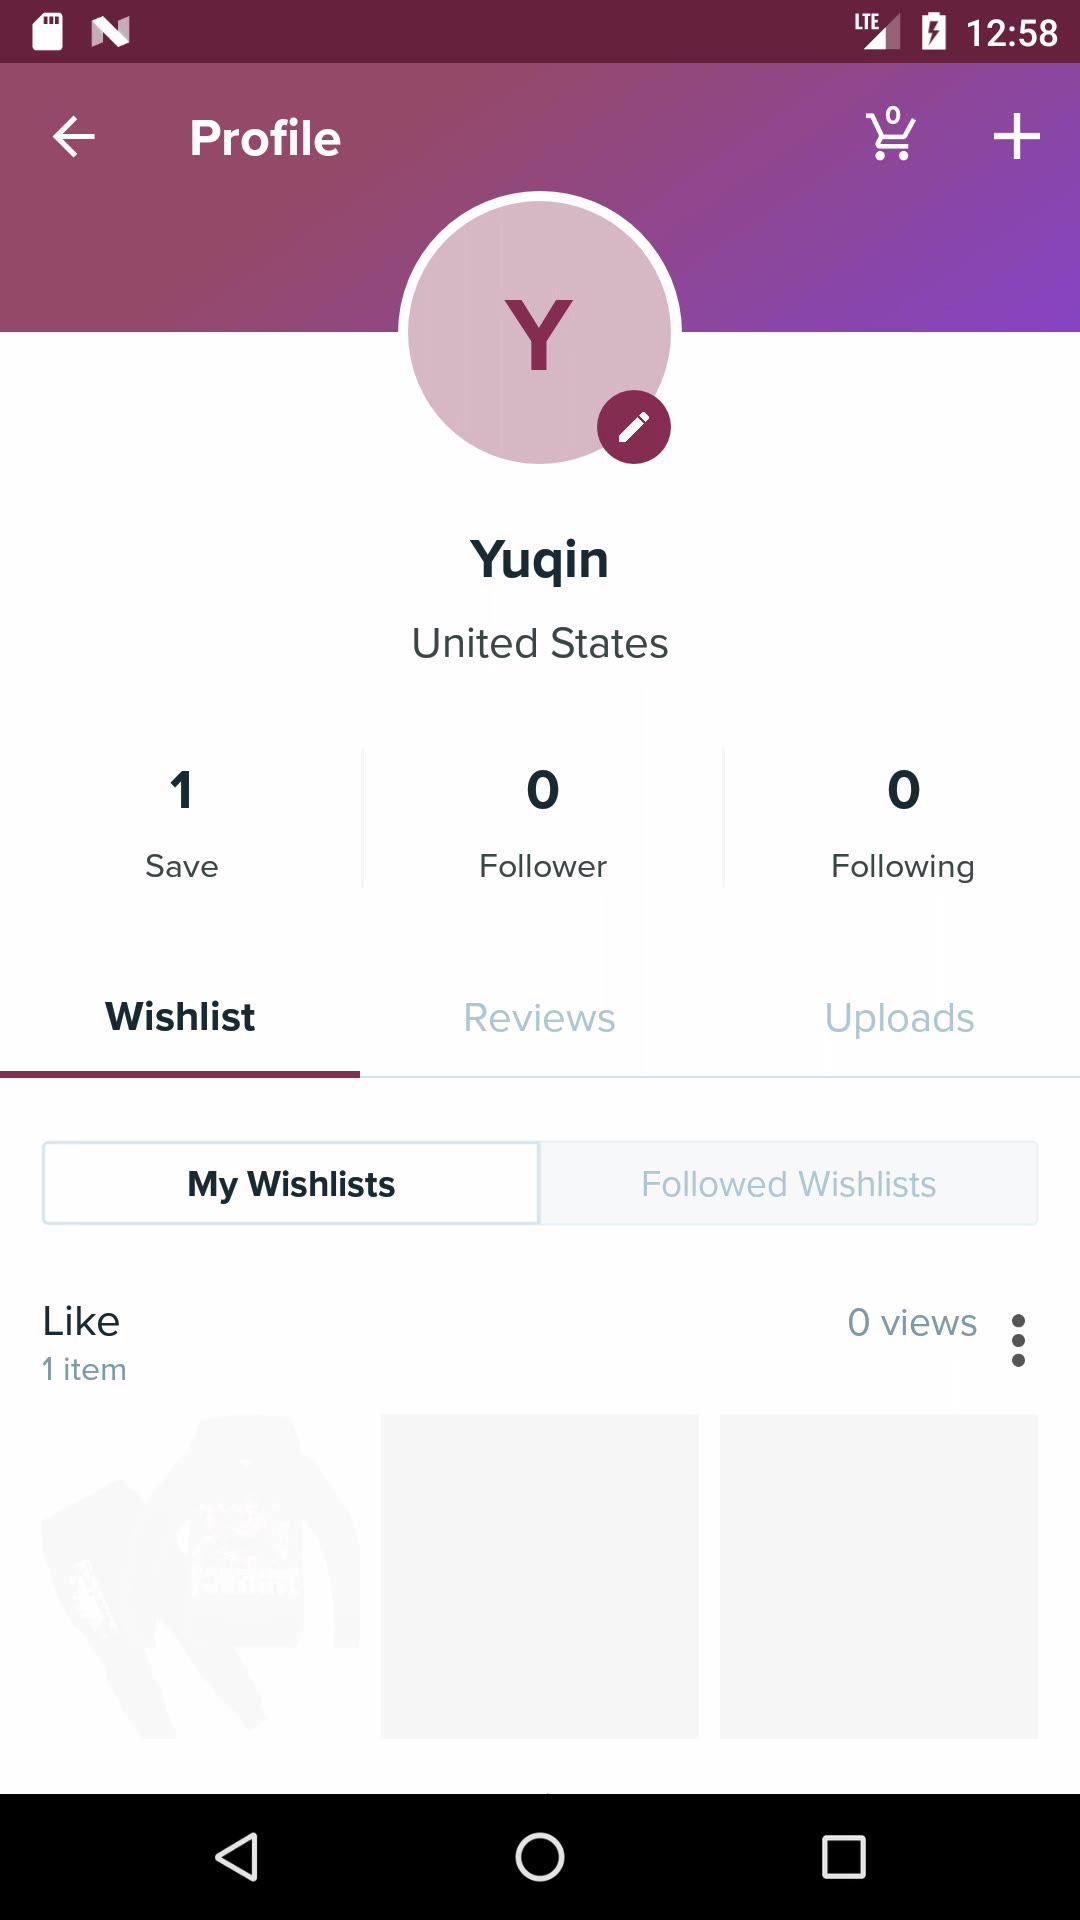 LTE 12:58
Profile
0
Y
Yuqin
United States
1 0 0
Save Follower Following
Wishlist Reviews Uploads
My Wishlists Followed Wishlists
Like 0 views
1 item